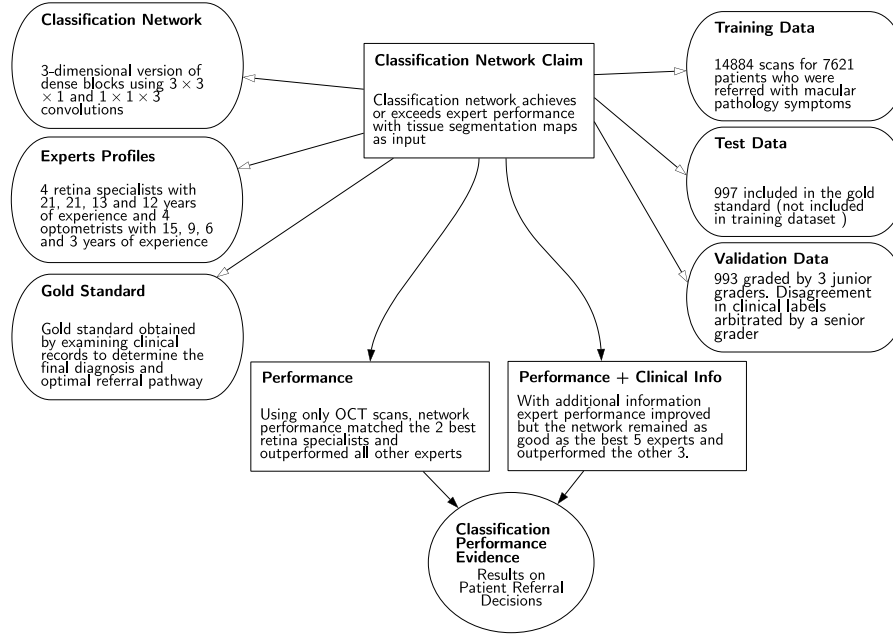 Classification Network
3-dimensional version of
dense blocks using 3 × 3
× 1 and 1 × 1 × 3
convolutions
Experts Profiles
4 retina specialists with
21, 21, 13 and 12 years
of experience and 4
optometrists with 15, 9, 6
and 3 years of experience
Gold Standard
Gold standard obtained
by examining clinical
records to determine the
final diagnosis and
optimal referral pathway
Classification Network Claim
Classification network achieves
or exceeds expert performance
with tissue segmentation maps
as input
Training Data
14884 scans for 7621
patients who were
referred with macular
pathology symptoms
Test Data
997 included in the gold
standard (not included
in training dataset )
Validation Data
993 graded by 3 junior
graders. Disagreement
in clinical labels
arbitrated by a senior
grader
Performance
Using only OCT scans, network
performance matched the 2 best
retina specialists and
outperformed all other experts
Performance + Clinical Info
With additional information
expert performance improved
but the network remained as
good as the best 5 experts and
outperformed the other 3.
Classification
Performance
Evidence
Results on
Patient Referral
Decisions